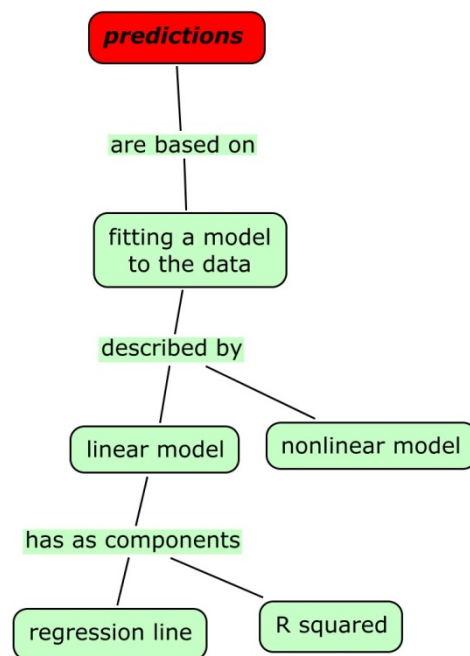 predictions
are based on
fitting a model
to the data
described by
linear model
nonlinear model
has as components
regression line
R squared